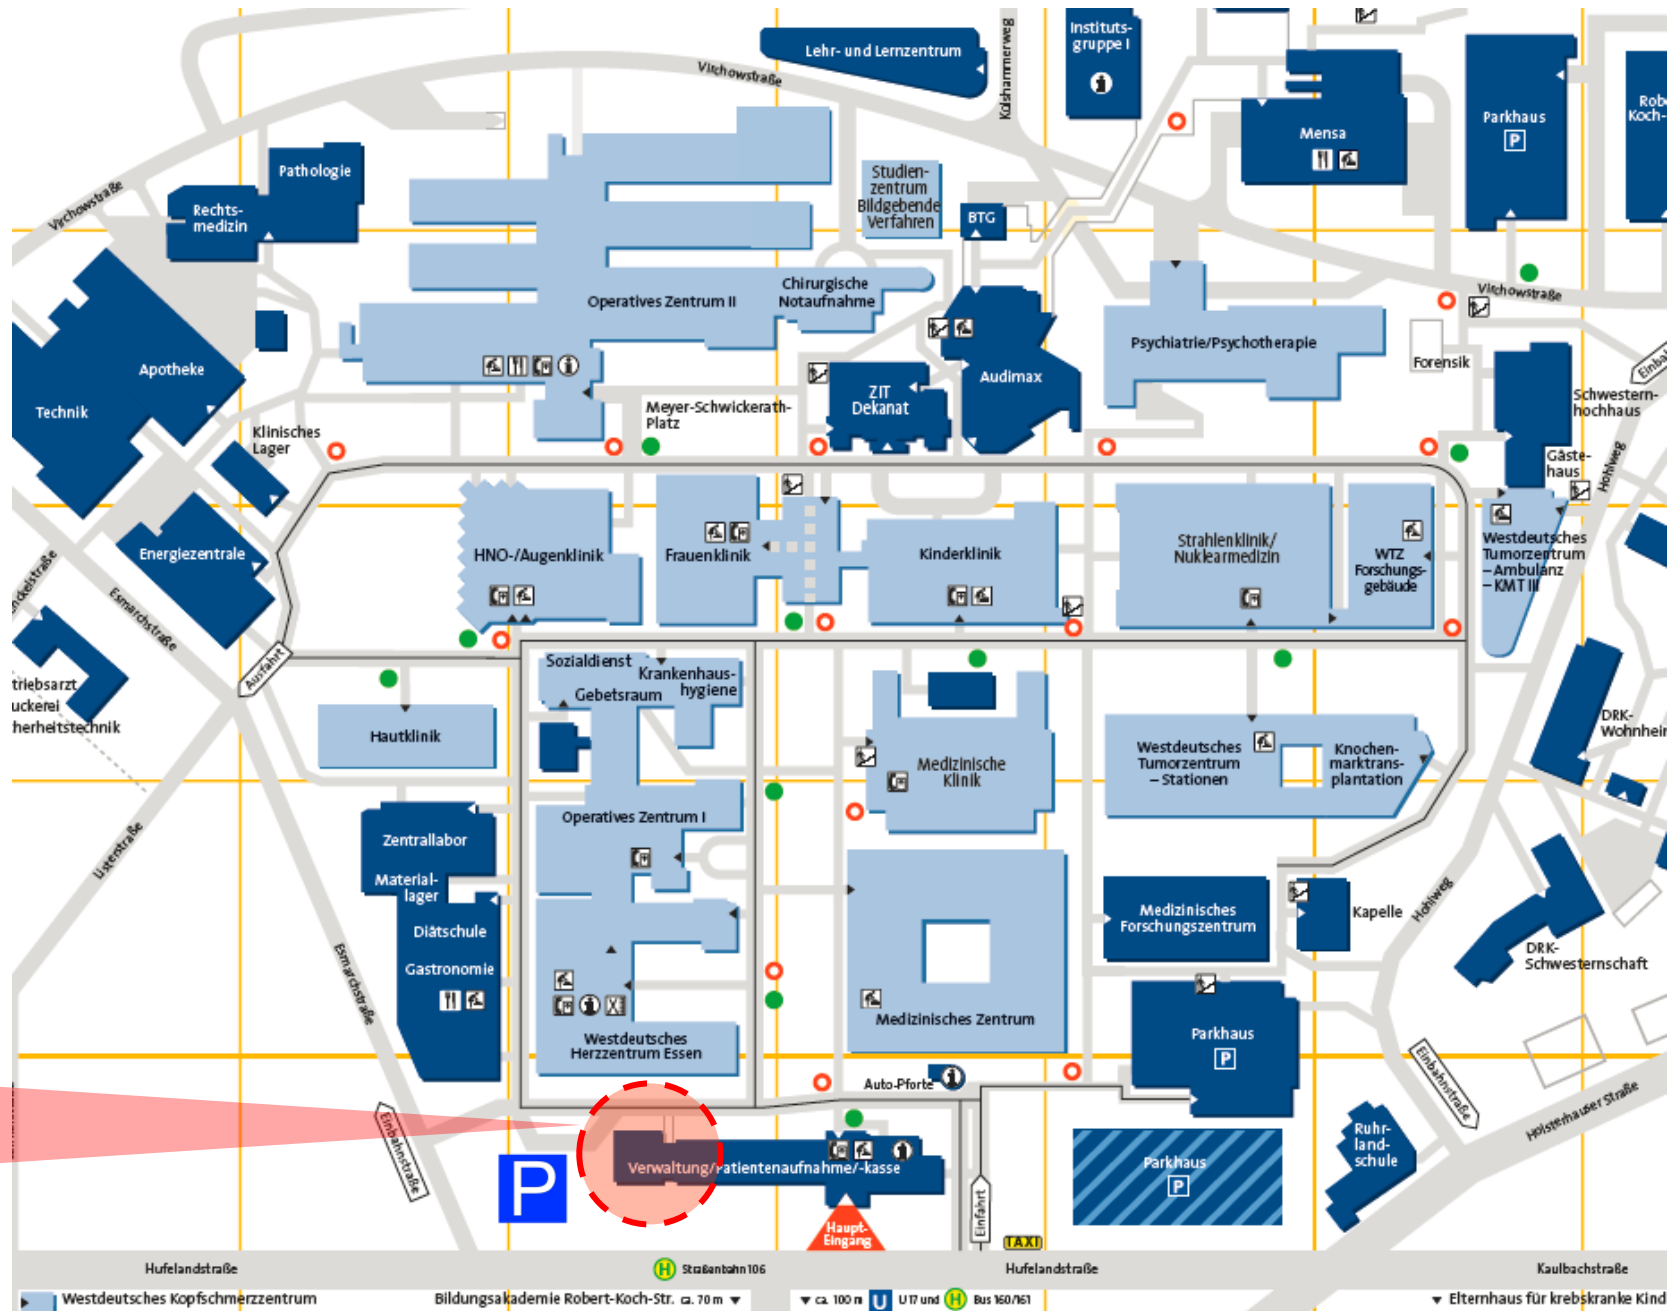 Lehr- und Lernzentrum
Instituts-
gruppe I
Kolshammerweg
Virchowstraße
Mensa
Parkhaus
P
Koch-
Pathologie
Rechts-
medizin
Virchowstraße
Studien-
zentrum
Bildgebende
Verfahren
BTG
Chirurgische
Notaufnahme
Operatives Zentrum II
Virchowstraße
Psychiatrie/Psychotherapie
Forensik
Apotheke
Technik
Audimax
ZIT
Dekanat
Meyer-Schwickerath-
Platz
Klinisches
Lager
Schwestern-
hochhaus
Gäste-
haus
Hohlweg
Energiezentrale
HNO-/Augenklinik
Frauenklinik
Kinderklinik
Strahlenklinik/
Nuklearmedizin
WTZ
Forschungs-
gebäude
Westdeutsches
Tumorzentrum
– Ambulanz
– KMT III
Esmarchstraße
Ausfahrt
triebsarzt
uckerei
herheitstechnik
Sozialdienst
Gebetsraum
Krankenhaus-
hygiene
Hautklinik
Medizinische
Klinik
Westdeutsches
Tumorzentrum
– Stationen
Knochen-
marktrans-
plantation
DRK-
Wohnheim
Operatives Zentrum I
Zentrallabor
Material-
lager
Diätschule
Gastronomie
Listerstraße
Esmarchstraße
Medizinisches
Forschungszentrum
Kapelle
Hohlweg
DRK-
Schwesternschaft
Medizinisches Zentrum
Westdeutsches
Herzzentrum Essen
Parkhaus
P
Auto-Pforte
Einbahnstraße
Holsterhauser Straße
Einbahnstraße
P
Verwaltung/Patientenaufnahme/-kasse
Haupt-
Eingang
Einfahrt
Parkhaus
P
Ruhr-
land-
schule
TAXI
Hufelandstraße
H Straßenbahn 106
Hufelandstraße
Kaulbachstraße
Westdeutsches Kopfschmerzzentrum
Bildungsakademie Robert-Koch-Str. ca. 70 m
ca. 100 m U U17 und H Bus 160/161
Elternhaus für krebskranke Kind